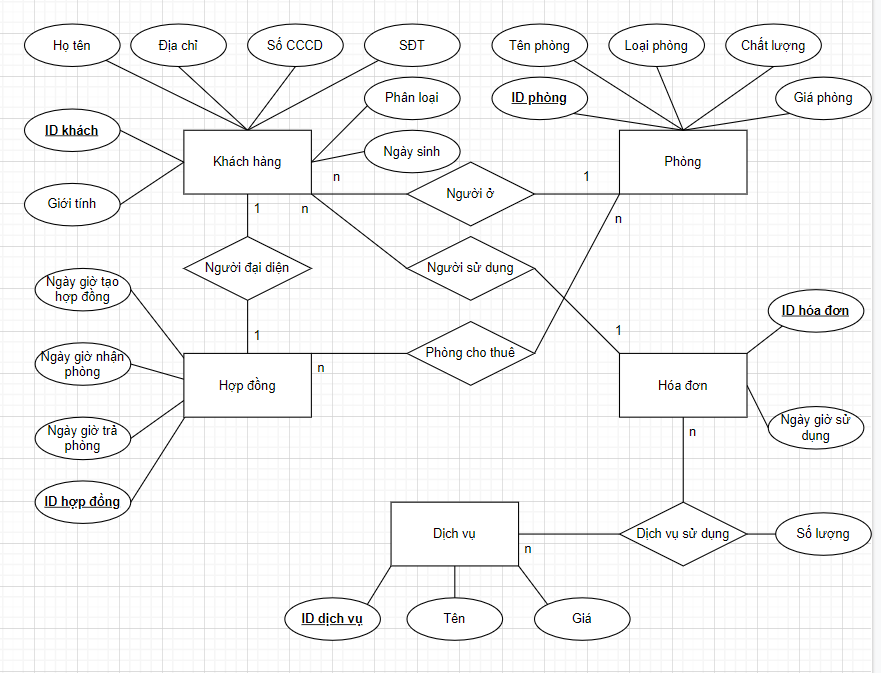 Họ tên
Địa chỉ
Số CCCD
SĐT
Tên phòng
Loại phòng
Chất lượng
Phân loại
ID phòng
Giá phòng
ID khách
Ngày sinh
Khách hàng
Phòng
n
1
Người ở
Giới tính
1
n
n
Người đại diện
Người sử dụng
Ngày giờ tạo
hợp đồng
ID hóa đơn
1
1
Ngày giờ nhận
phòng
n
Phòng cho thuê
Hợp đồng
Hóa đơn
Ngày giờ trả
phòng
Ngày giờ sử
dụng
n
ID hợp đồng
Dịch vụ
n
Dịch vụ sử dụng
Số lượng
ID dịch vụ
Tên
Giá